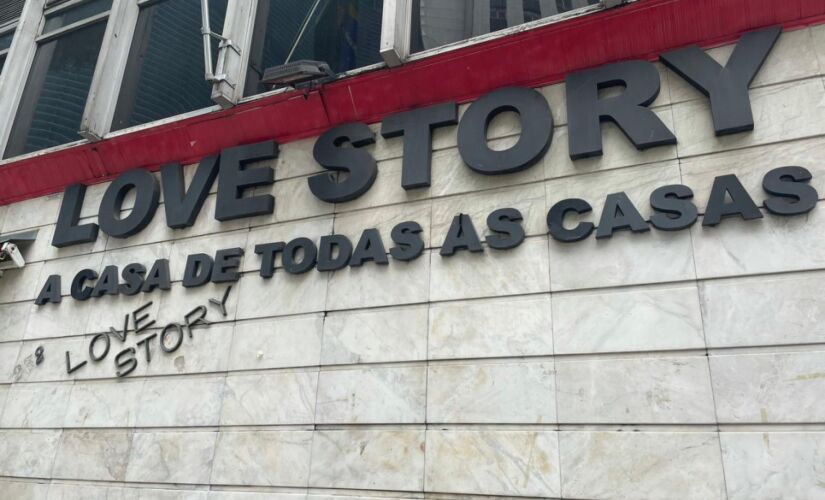 LOVE STORY
A CASA DE TODAS AS CASAS
LOVE
STORY